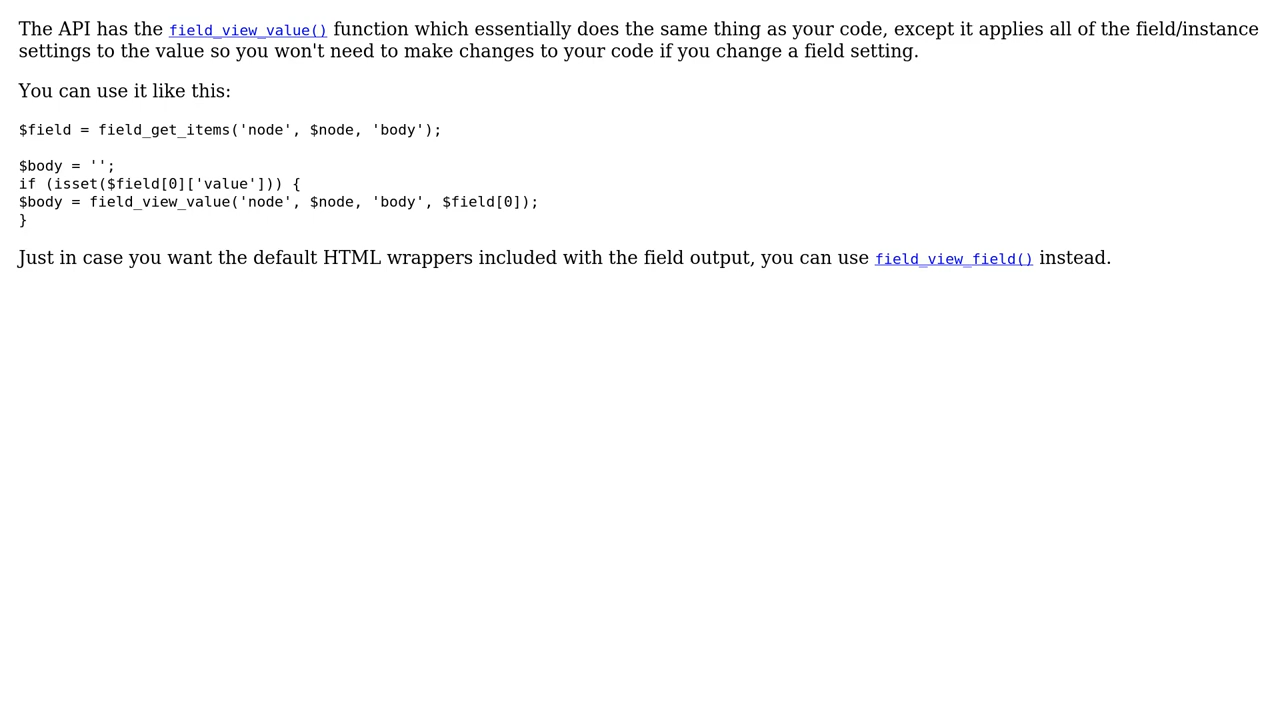 The API has the field_view_value() function which essentially does the same thing as your code, except it applies all of the field/instance
settings to the value so you won't need to make changes to your code if you change a field setting.
You can use it like this:
$field = field_get_items('node', $node, 'body');
$body = '';
if (isset($field[0]['value'])) {
$body = field_view_value('node', $node, 'body', $field[0]);
}
Just in case you want the default HTML wrappers included with the field output, you can use field_view_field() instead.